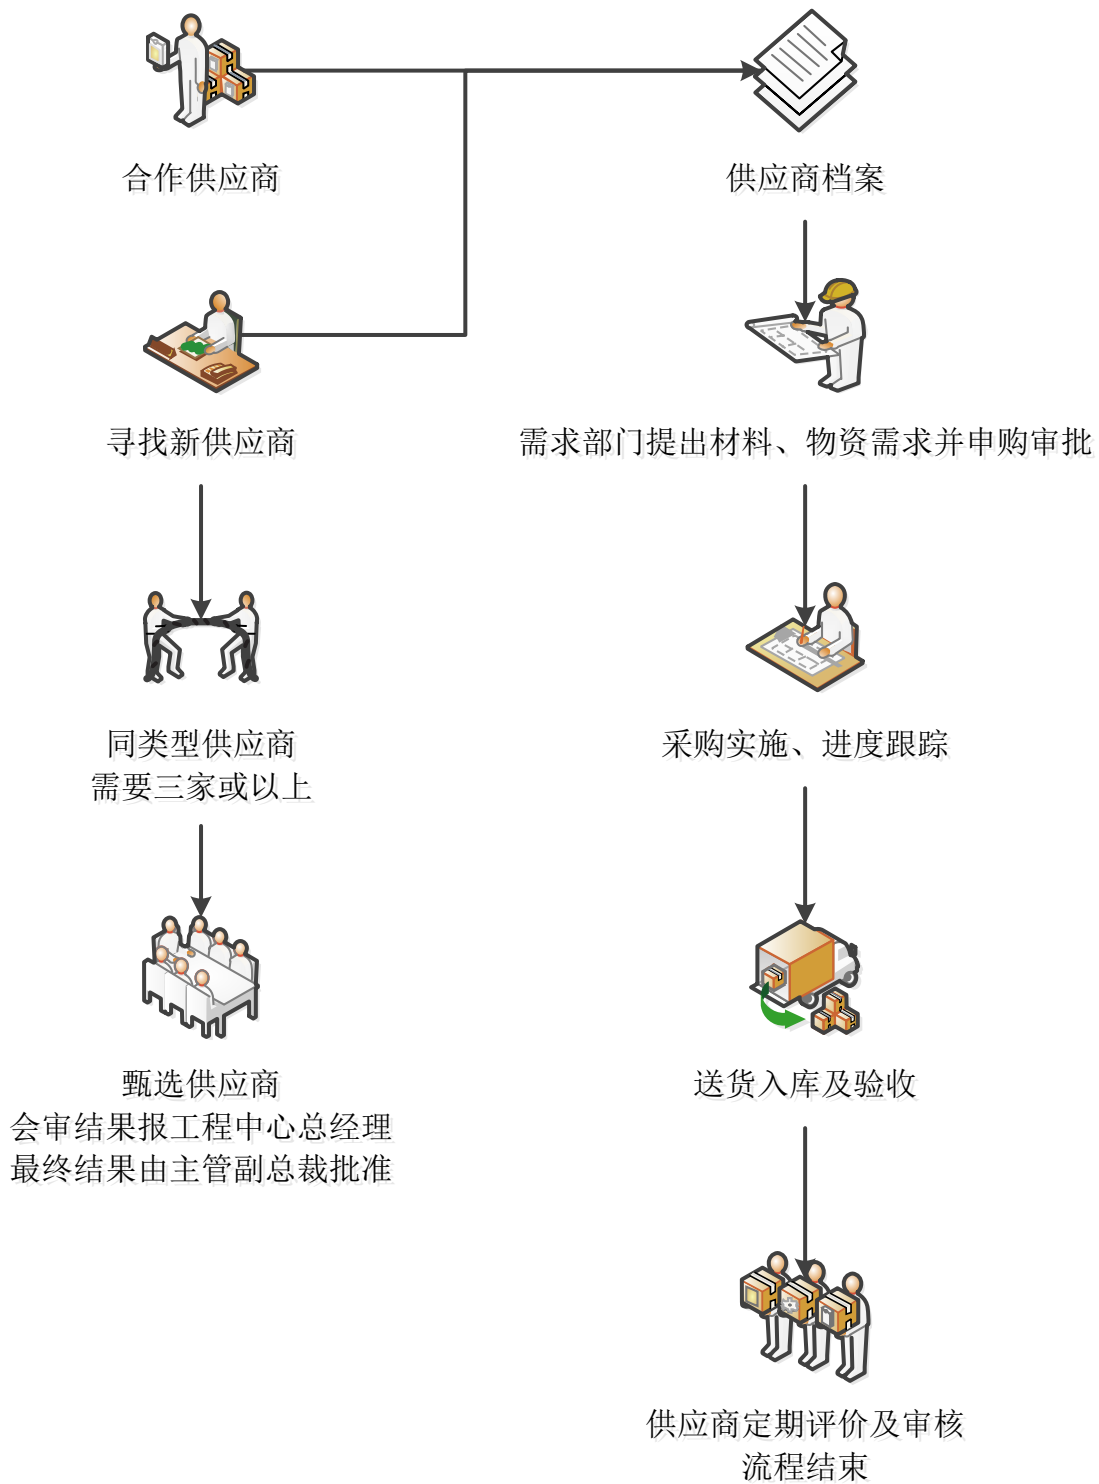 合作供应商
供应商档案
寻找新供应商
需求部门提出材料、物资需求并申购审批
同类型供应商
需要三家或以上
采购实施、进度跟踪
甄选供应商
会审结果报工程中心总经理
最终结果由主管副总裁批准
送货入库及验收
供应商定期评价及审核
流程结束